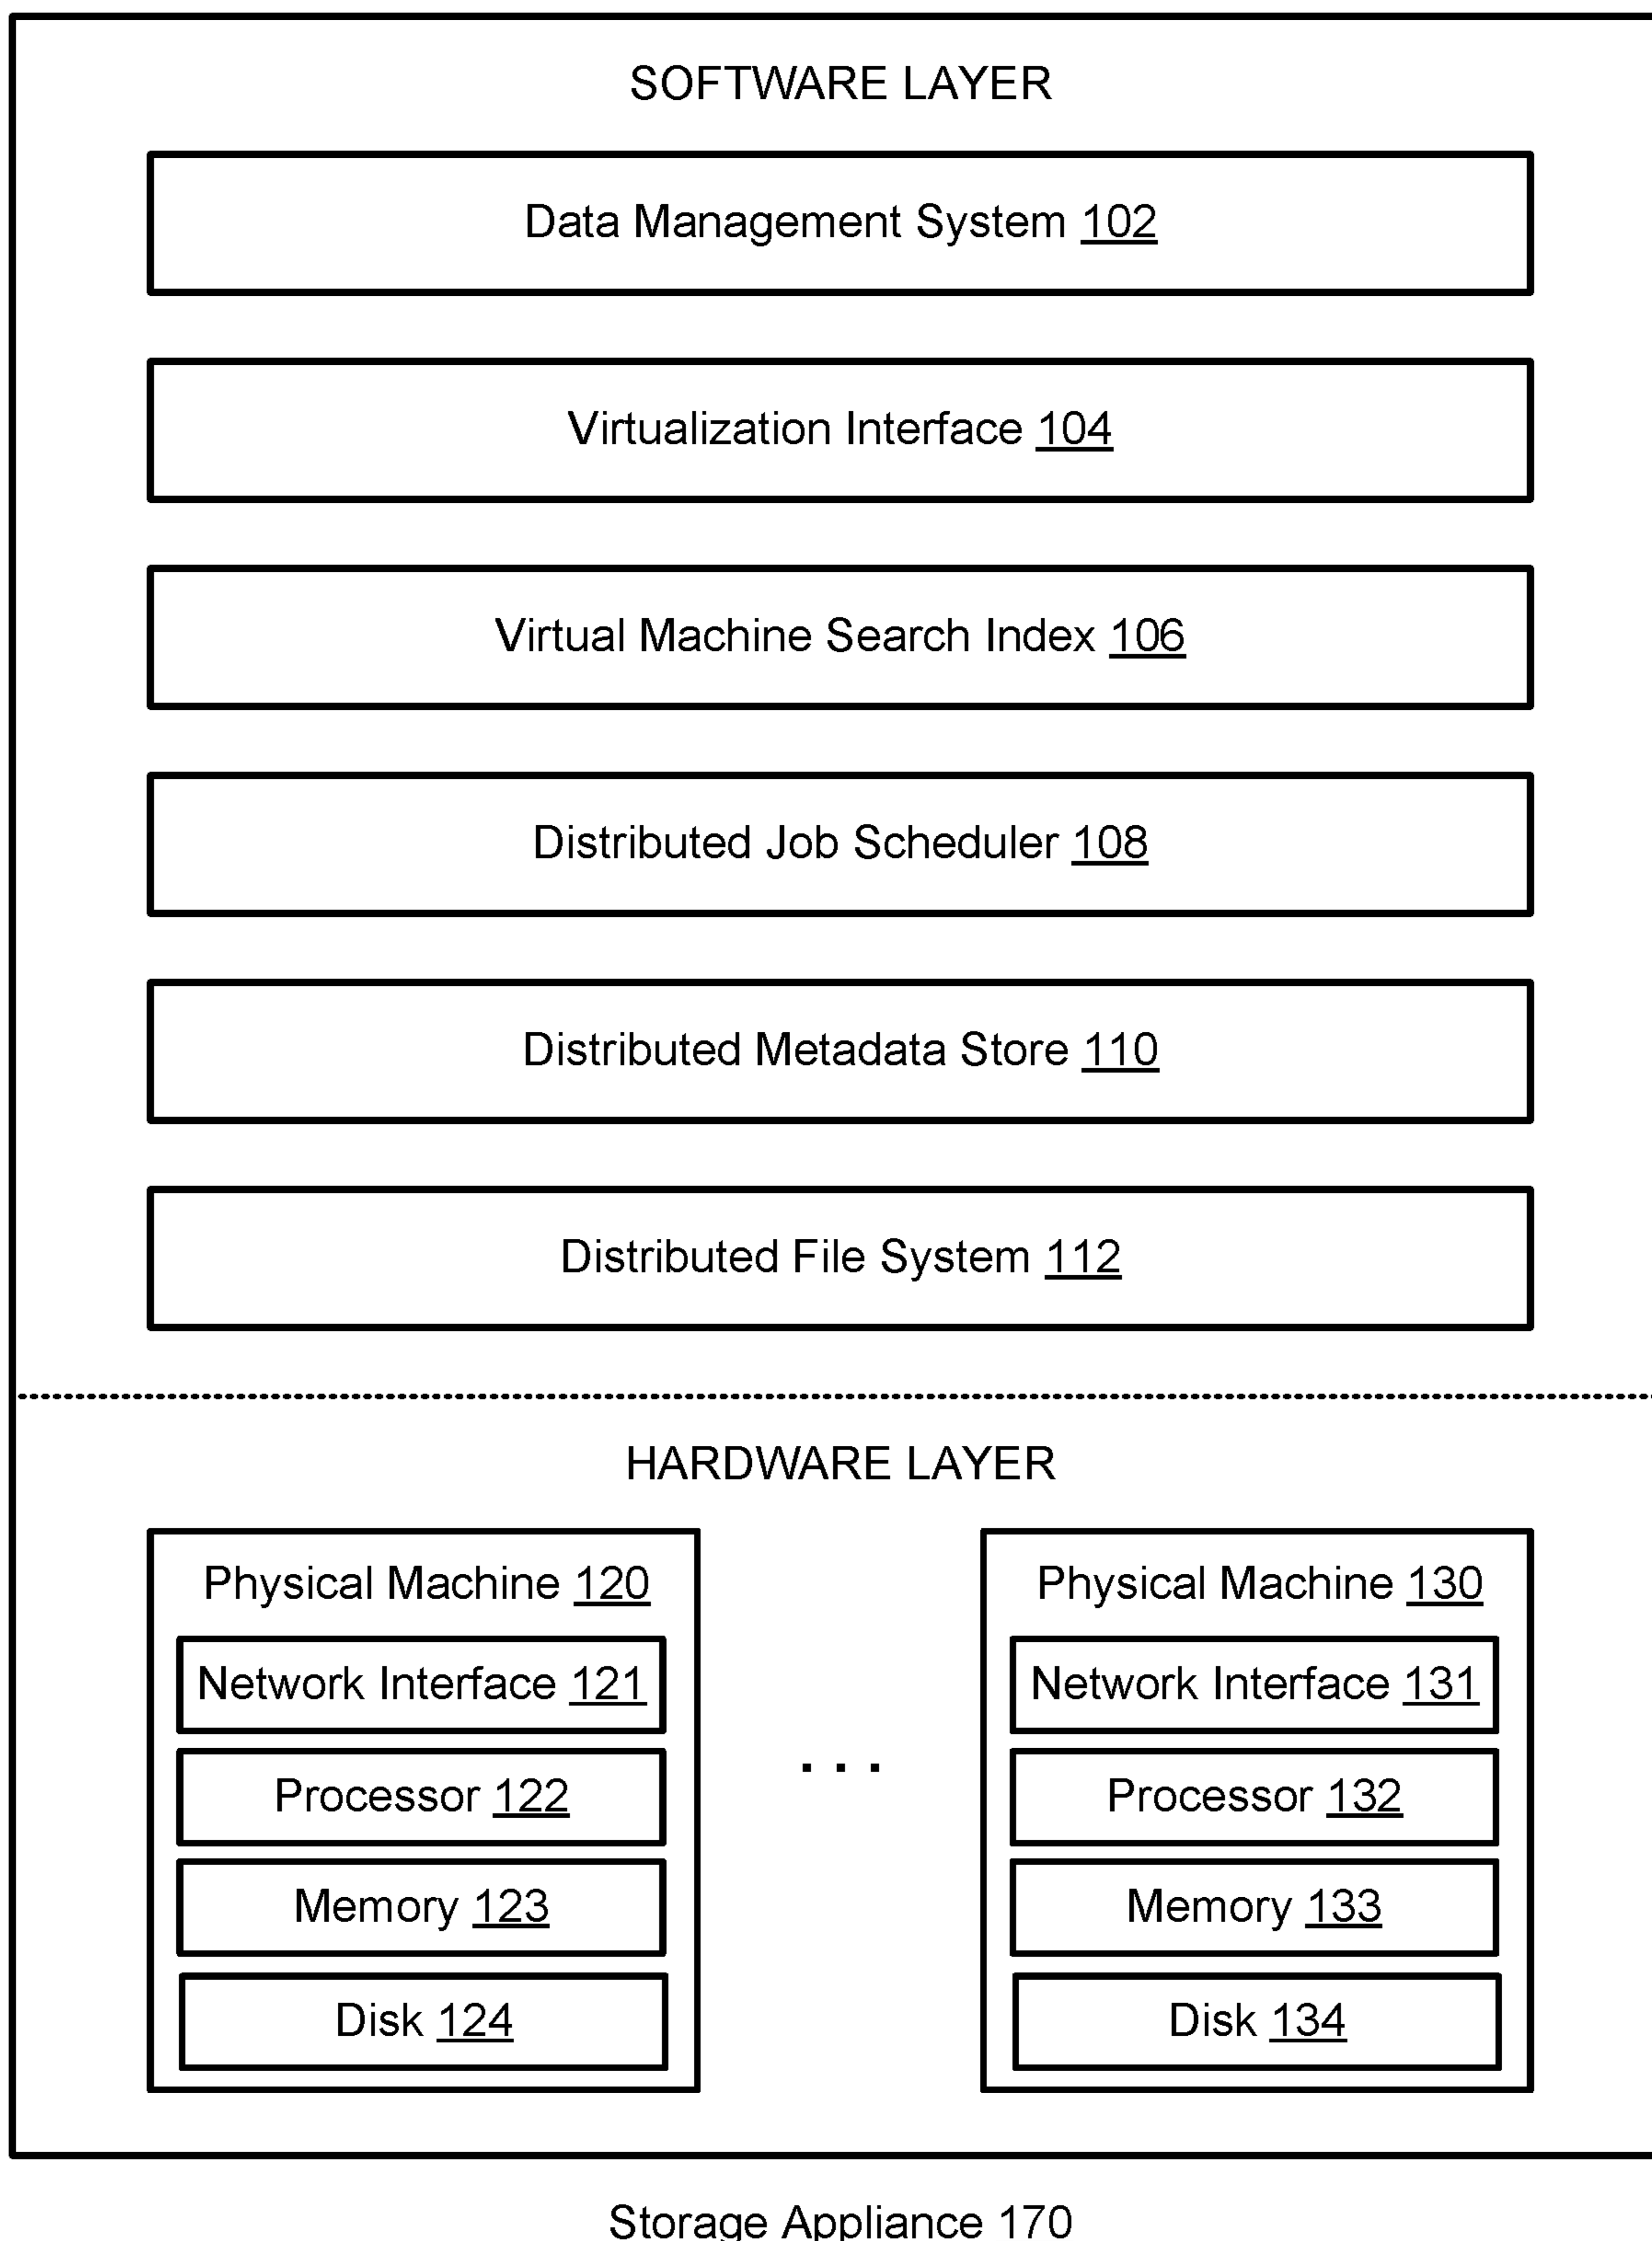 SOFTWARE LAYER
Data Management System 102
Virtualization Interface 104
Virtual Machine Search Index 106
Distributed Job Scheduler 108
Distributed Metadata Store 110
Distributed File System 112
HARDWARE LAYER
Physical Machine 120
Network Interface 121
Processor 122
Memory 123
Disk 124
. . .
Physical Machine 130
Network Interface 131
Processor 132
Memory 133
Disk 134
Storage Appliance 170